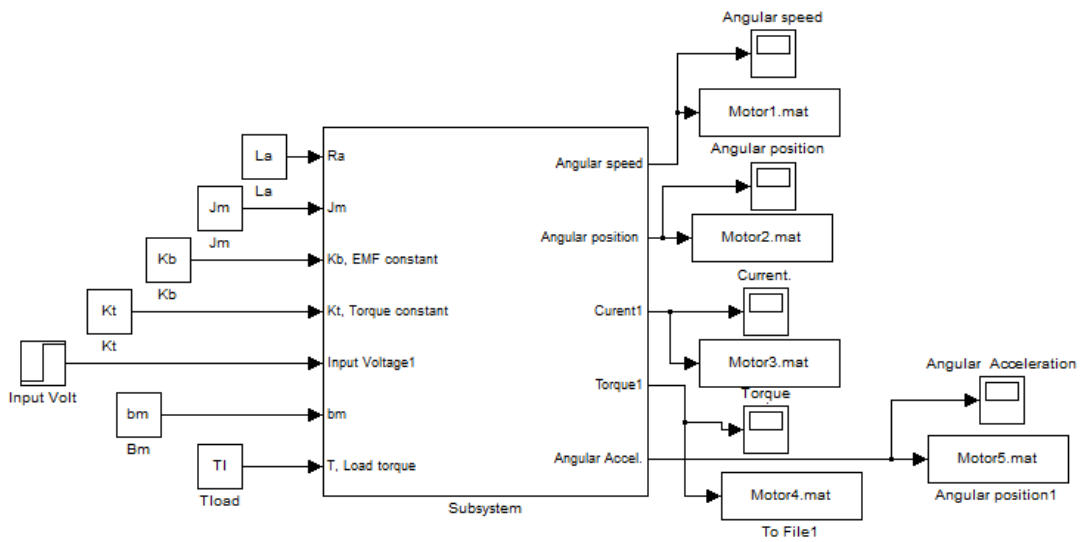 Angular speed
Motor1.mat
Angular position
La
La
Ra
Angular speed
Jm
Jm
Jm
Kb
Kb
Kb, EMF constant
Angular position
Motor2.mat
Current.
Kt
Kt
Kt, Torque constant
Curent1
Motor3.mat
Input Volt
Input Voltage1
Torque1
Torque
Angular Acceleration
bm
Bm
bm
Tl
Tload
T, Load torque
Angular Accel.
Motor5.mat
Angular position1
Subsystem
Motor4.mat
To File1